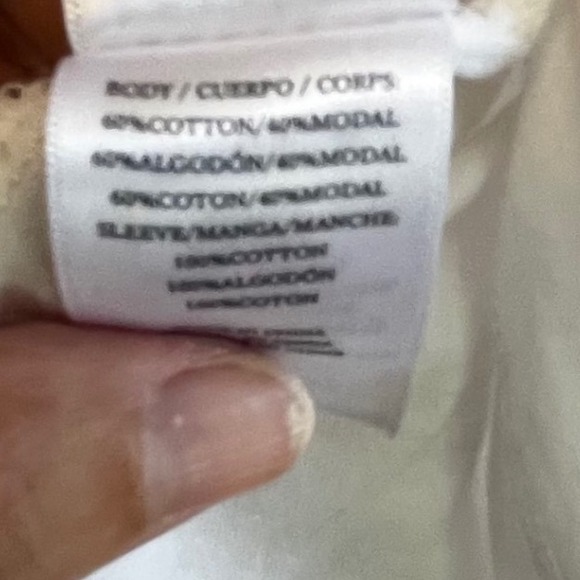 BODY / CUERPO / CORPS
60%COTTON/40%MODAL
60%ALGODÓN/40%MODAL
60%COTON/40%MODAL
SLEEVE/MANGA/MANCHE
100%COTTON
100%ALGODÓN
100%COTON